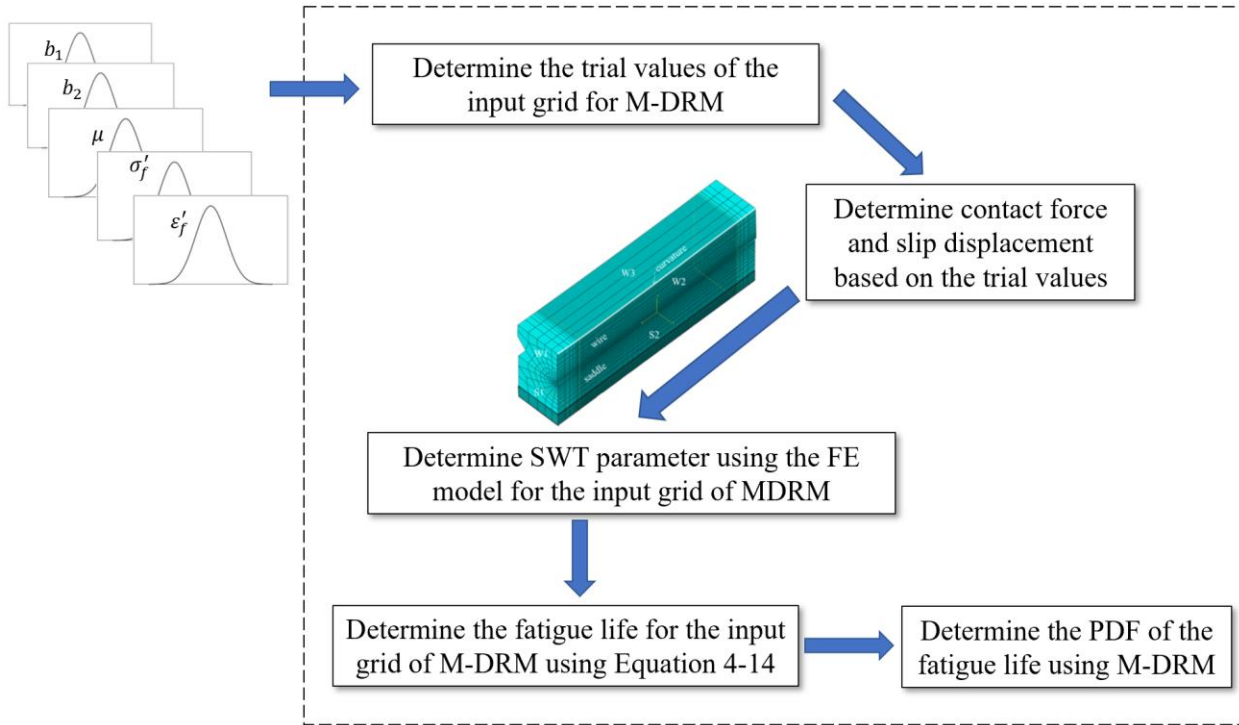 b₁
b₂
μ
σ′f
ε′f
Determine the trial values of the
input grid for M-DRM
Determine contact force
and slip displacement
based on the trial values
W3
curvature
W2
wire
S2
W1
saddle
S1
Determine SWT parameter using the FE
model for the input grid of MDRM
Determine the fatigue life for the input
grid of M-DRM using Equation 4-14
Determine the PDF of the
fatigue life using M-DRM